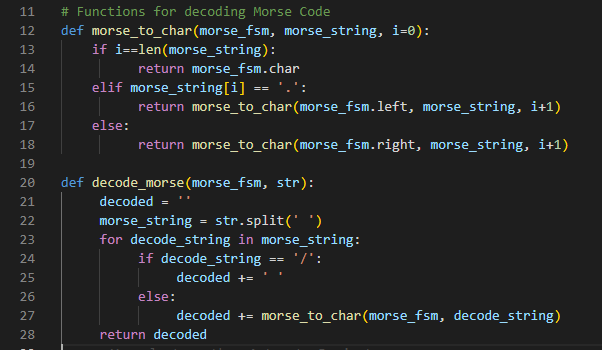 11 # Functions for decoding Morse Code
12 def morse_to_char(morse_fsm, morse_string, i=0):
13     if i==len(morse_string):
14         return morse_fsm.char
15     elif morse_string[i] == '.':
16         return morse_to_char(morse_fsm.left, morse_string, i+1)
17     else:
18         return morse_to_char(morse_fsm.right, morse_string, i+1)
19
20 def decode_morse(morse_fsm, str):
21     decoded = ''
22     morse_string = str.split(' ')
23     for decode_string in morse_string:
24         if decode_string == '/':
25             decoded += ' '
26         else:
27             decoded += morse_to_char(morse_fsm, decode_string)
28     return decoded